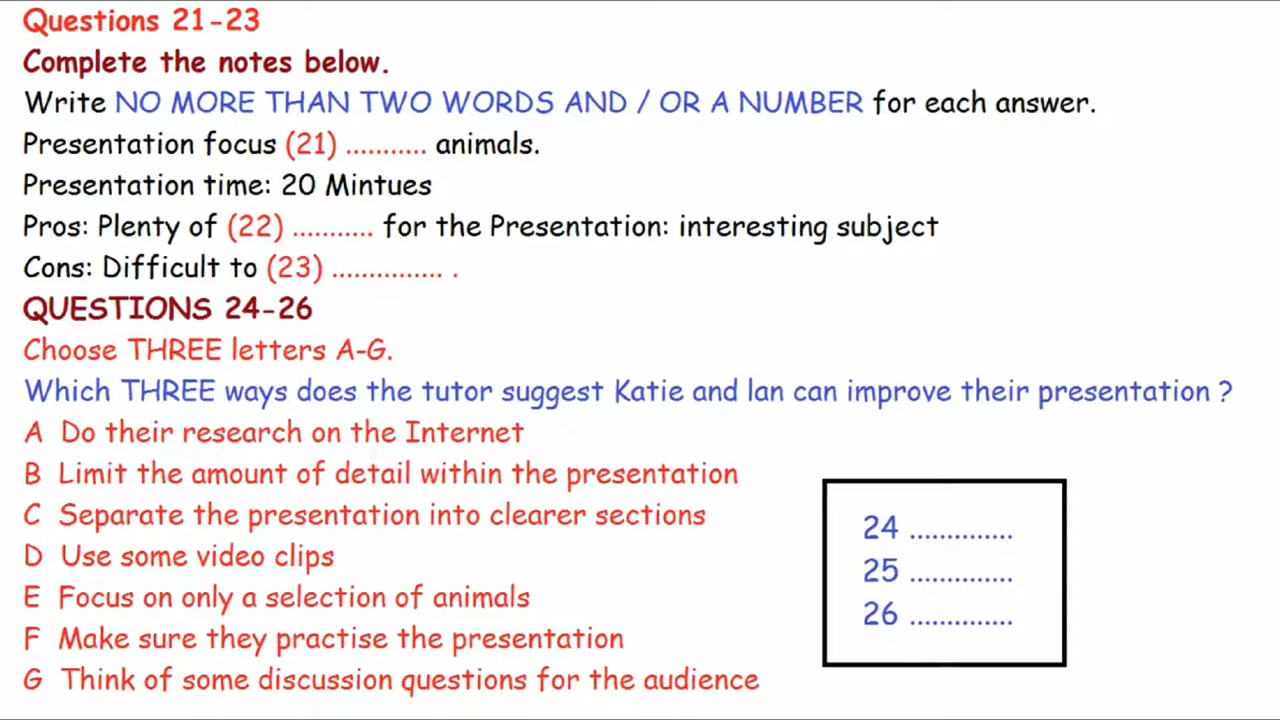 Questions 21-23
Complete the notes below.
Write NO MORE THAN TWO WORDS AND / OR A NUMBER for each answer.
Presentation focus (21) ........... animals.
Presentation time: 20 Mintues
Pros: Plenty of (22) ........... for the Presentation: interesting subject
Cons: Difficult to (23) ............... .
QUESTIONS 24-26
Choose THREE letters A-G.
Which THREE ways does the tutor suggest Katie and lan can improve their presentation ?
A Do their research on the Internet
B Limit the amount of detail within the presentation
C Separate the presentation into clearer sections
D Use some video clips
E Focus on only a selection of animals
F Make sure they practise the presentation
G Think of some discussion questions for the audience
24 ..............
25 ..............
26 ..............